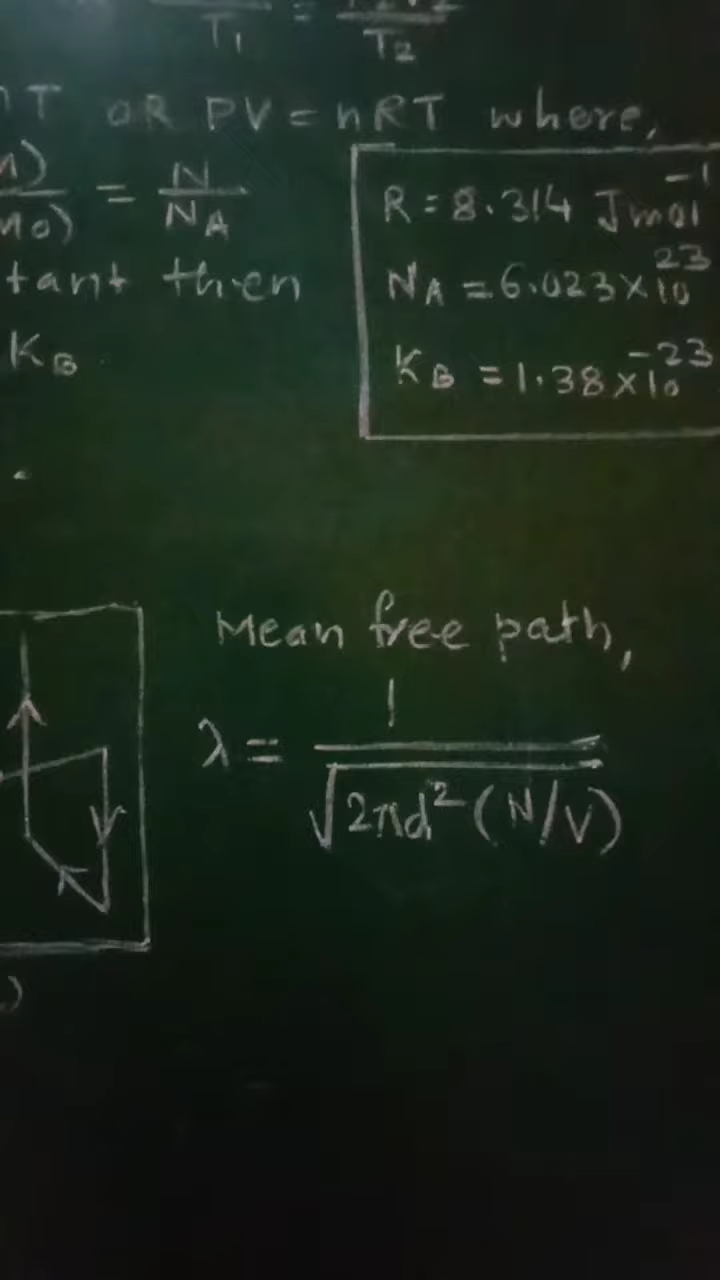 T₁ = T₂
nT OR PV = nRT where,
= N/N_A
R = 8.314 Jmol⁻¹
tant then
N_A = 6.023×10²³
K_B
K_B = 1.38×10⁻²³
Mean free path,
λ = 1/√2πd²(N/V)